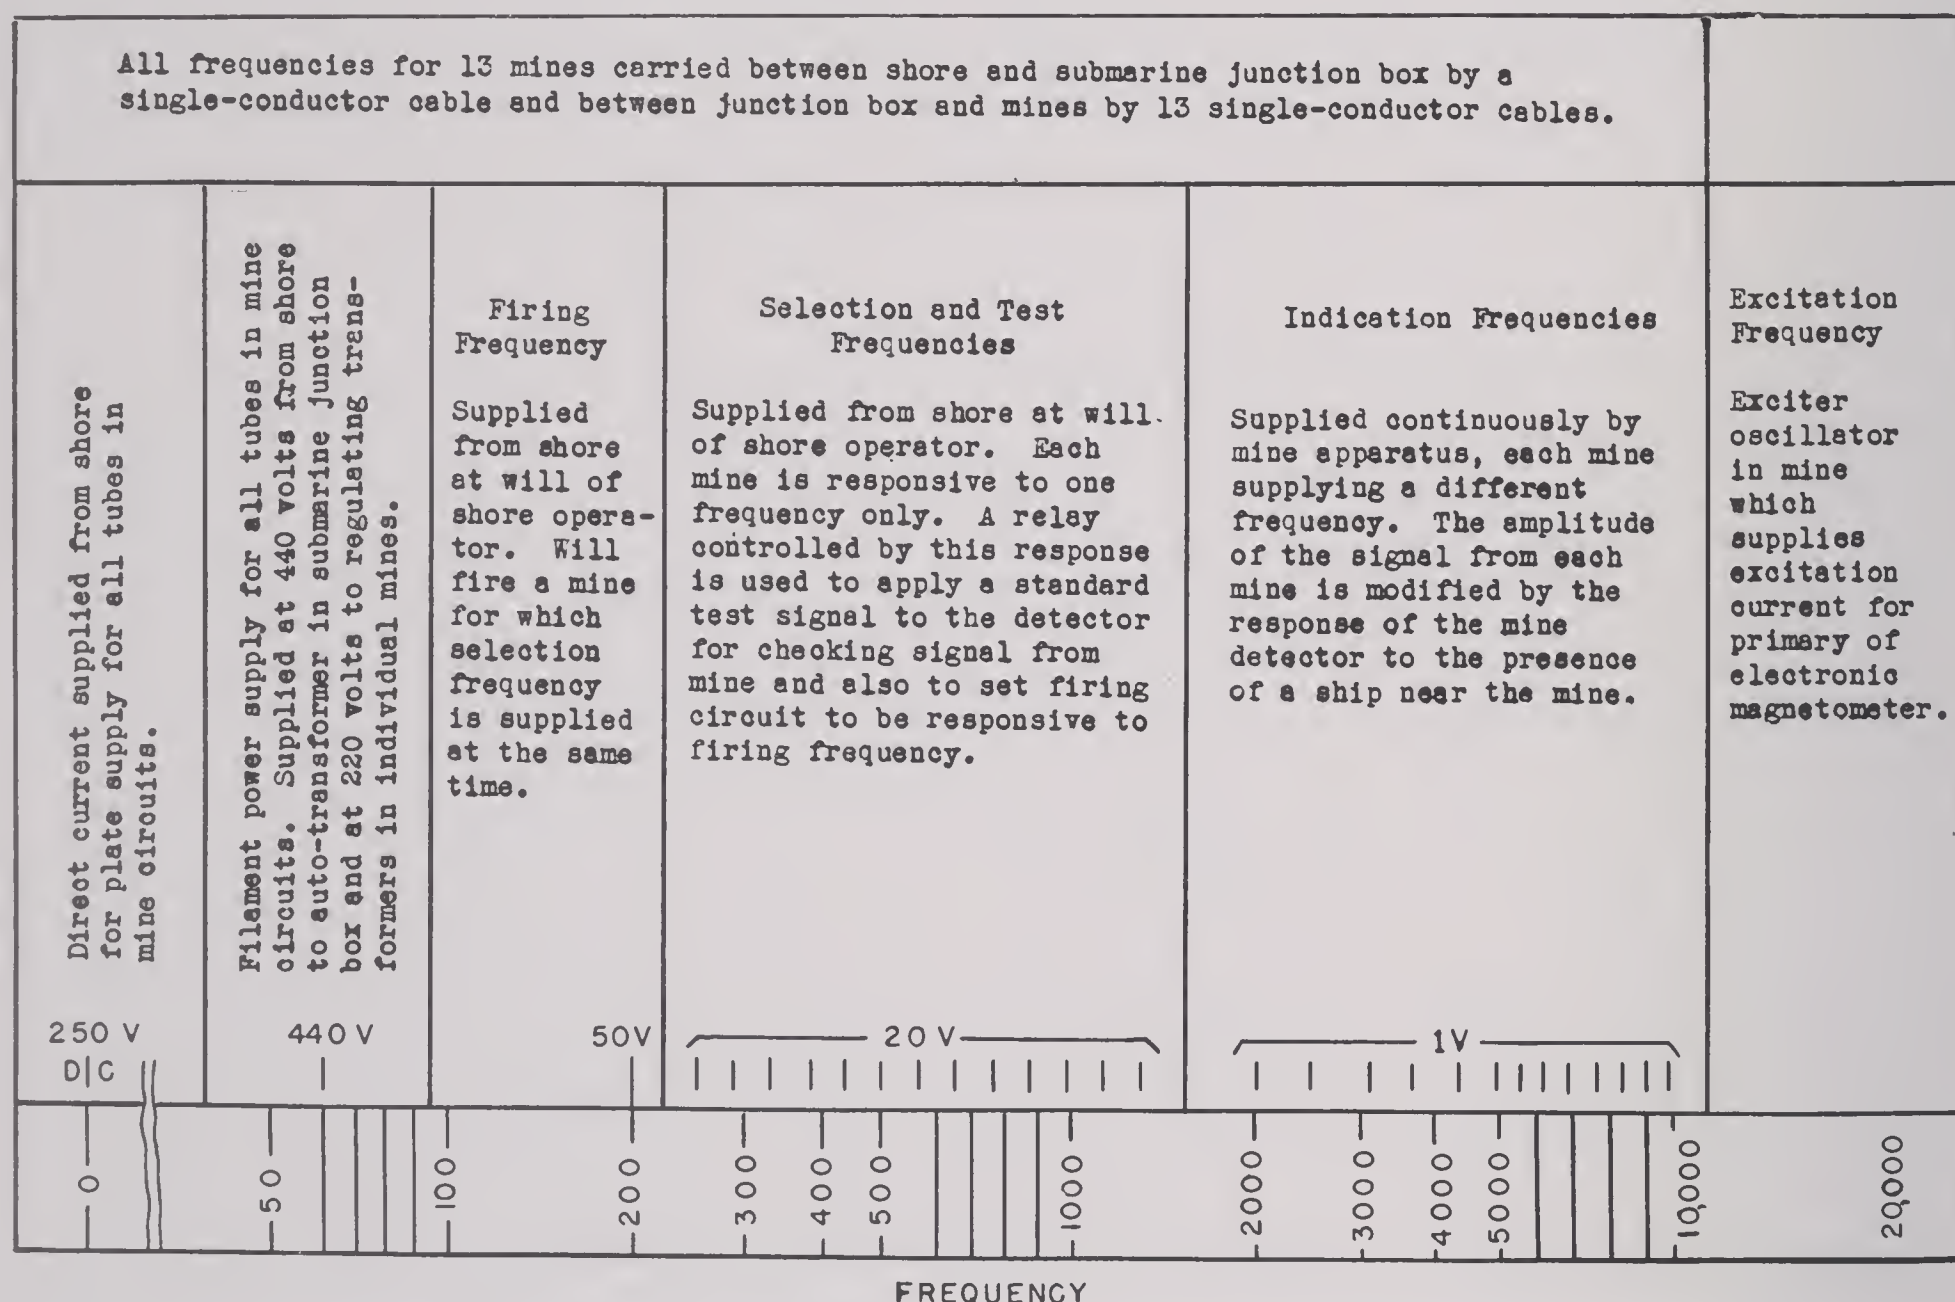 All frequencies for 13 mines carried between shore and submarine junction box by a
single-conductor cable and between junction box and mines by 13 single-conductor cables.
Direct current supplied from shore
for plate supply for all tubes in
mine circuits.
250 V
D|C
Filament power supply for all tubes in mine
circuits. Supplied at 440 volts from shore
to auto-transformer in submarine junction
box and at 220 volts to regulating trans-
formers in individual mines.
440 V
Firing
Frequency
Supplied
from shore
at will of
shore opera-
tor. Will
fire a mine
for which
selection
frequency
is supplied
at the same
time.
50V
Selection and Test
Frequencies
Supplied from shore at will
of shore operator. Each
mine is responsive to one
frequency only. A relay
controlled by this response
is used to apply a standard
test signal to the detector
for checking signal from
mine and also to set firing
circuit to be responsive to
firing frequency.
20 V
Indication Frequencies
Supplied continuously by
mine apparatus, each mine
supplying a different
frequency. The amplitude
of the signal from each
mine is modified by the
response of the mine
detector to the presence
of a ship near the mine.
1V
Excitation
Frequency
Exciter
oscillator
in mine
which
supplies
excitation
current for
primary of
electronic
magnetometer.
0
50
100
200
300
400
500
1000
2000
3000
4000
5000
10,000
20,000
FREQUENCY